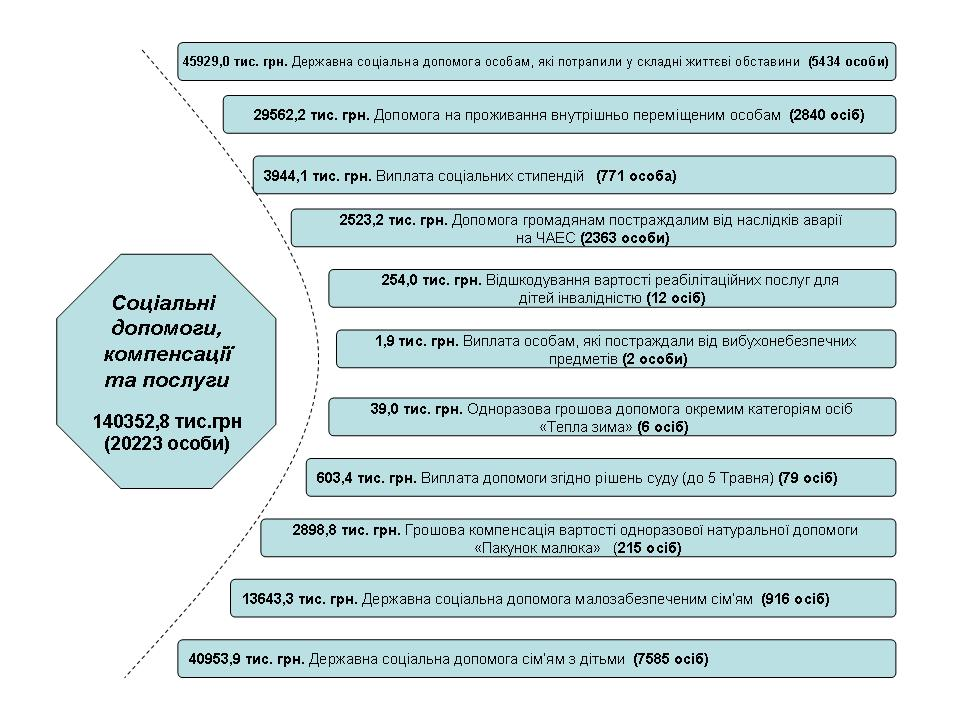 45929,0 тис. грн. Державна соціальна допомога особам, які потрапили у складні життєві обставини (5434 особи)
29562,2 тис. грн. Допомога на проживання внутрішньо переміщеним особам (2840 осіб)
3944,1 тис. грн. Виплата соціальних стипендій (771 особа)
2523,2 тис. грн. Допомога громадянам постраждалим від наслідків аварії
на ЧАЕС (2363 особи)
254,0 тис. грн. Відшкодування вартості реабілітаційних послуг для
дітей інвалідністю (12 осіб)
1,9 тис. грн. Виплата особам, які постраждали від вибухонебезпечних
предметів (2 особи)
39,0 тис. грн. Одноразова грошова допомога окремим категоріям осіб
«Тепла зима» (6 осіб)
603,4 тис. грн. Виплата допомоги згідно рішень суду (до 5 Травня) (79 осіб)
2898,8 тис. грн. Грошова компенсація вартості одноразової натуральної допомоги
«Пакунок малюка» (215 осіб)
13643,3 тис. грн. Державна соціальна допомога малозабезпеченим сім'ям (916 осіб)
40953,9 тис. грн. Державна соціальна допомога сім'ям з дітьми (7585 осіб)
Соціальні
допомоги,
компенсації
та послуги
140352,8 тис.грн
(20223 особи)